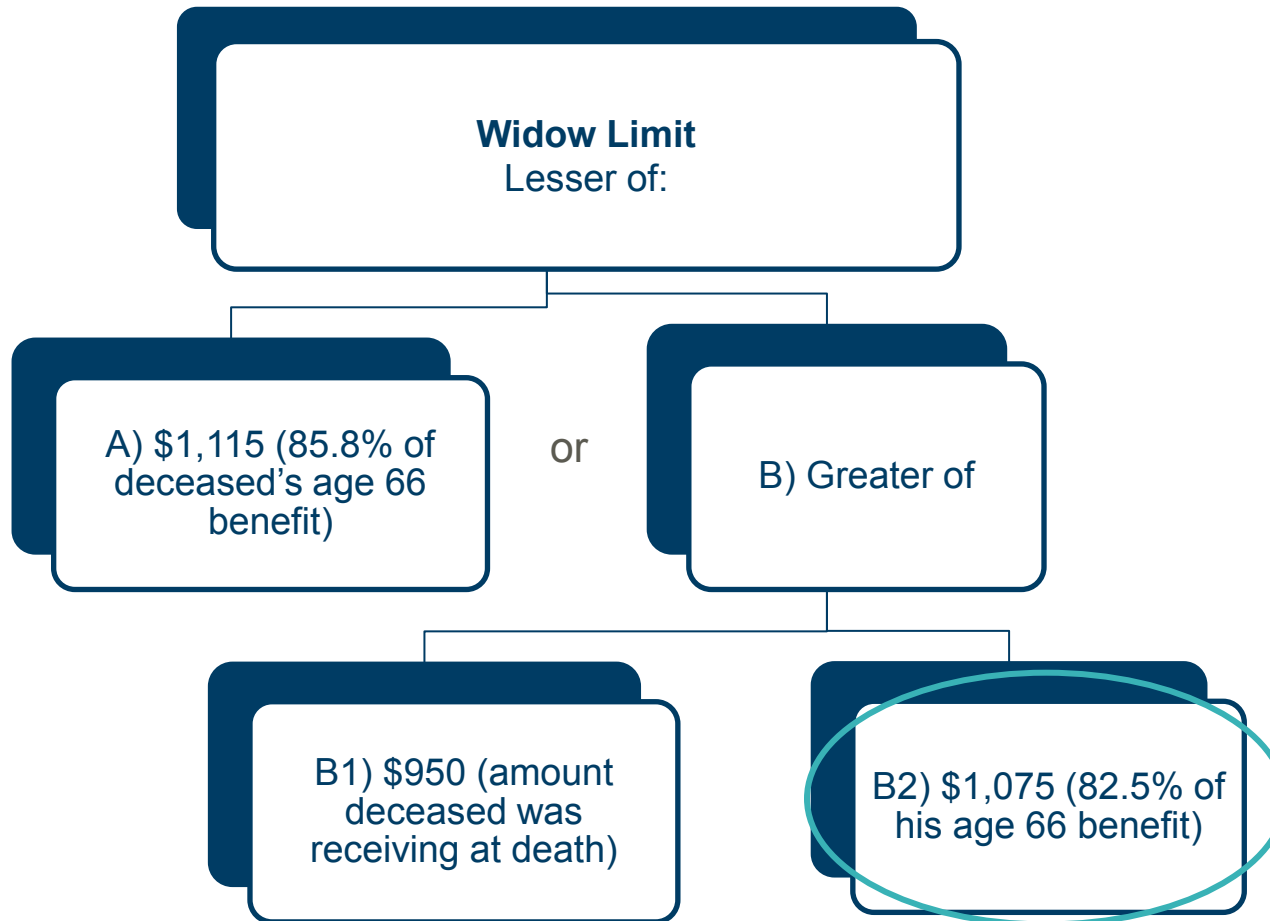 Widow Limit
Lesser of:
A) $1,115 (85.8% of
deceased’s age 66
benefit)
or
B) Greater of
B1) $950 (amount
deceased was
receiving at death)
B2) $1,075 (82.5% of
his age 66 benefit)